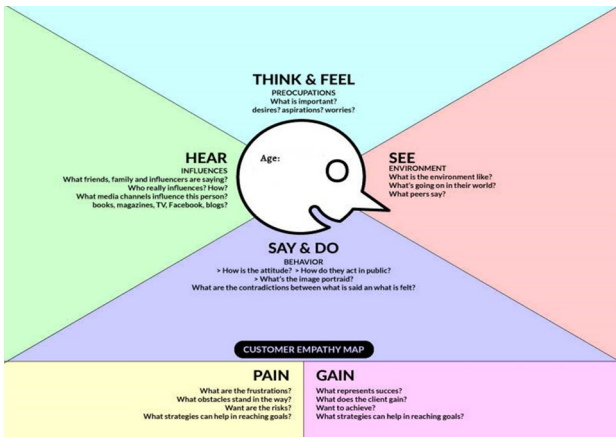 THINK & FEEL
PREOCUPATIONS
What is important?
desires? aspirations? worries?
Age:
HEAR
INFLUENCES
What friends, family and influencers are saying?
Who really influences? How?
What media channels influence this person?
books, magazines, TV, Facebook, blogs?
SEE
ENVIRONMENT
What is the environment like?
What's going on in their world?
What peers say?
SAY & DO
BEHAVIOR
> How is the attitude? > How do they act in public?
> What's the image portraid?
What are the contradictions between what is said an what is felt?
CUSTOMER EMPATHY MAP
PAIN
What are the frustrations?
What obstacles stand in the way?
Want are the risks?
What strategies can help in reaching goals?
GAIN
What represents succes?
What does the client gain?
Want to achieve?
What strategies can help in reaching goals?